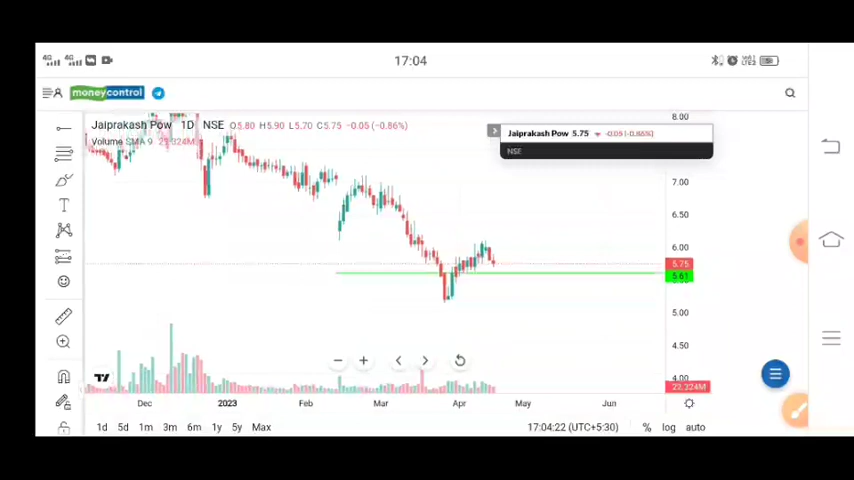 17:04
moneycontrol
Jaiprakash Pow 1D NSE O5.80 H5.90 L5.70 C5.75 -0.05 (-0.86%)
Volume SMA 9
Jaiprakash Pow 5.75 -0.05 (-0.86%)
NSE
8.00
7.00
6.50
6.00
5.75
5.61
5.00
4.50
4.00
22.324M
Dec 2023 Feb Mar Apr May Jun
1d 5d 1m 3m 6m 1y 5y Max 17:04:22 (UTC+5:30) % log auto